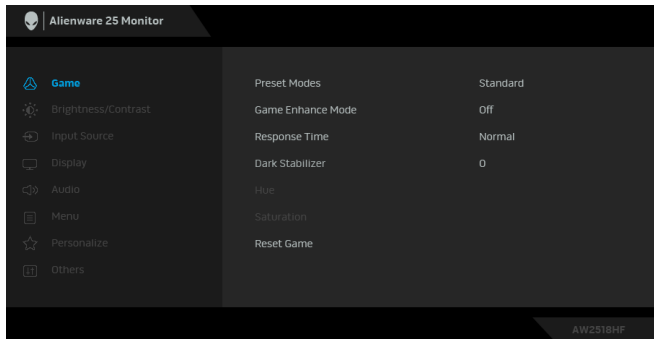 Alienware 25 Monitor
Game
Preset Modes Standard
Brightness/Contrast
Game Enhance Mode Off
Input Source
Response Time Normal
Display
Dark Stabilizer 0
Audio
Hue
Menu
Saturation
Personalize
Reset Game
Others
AW2518HF